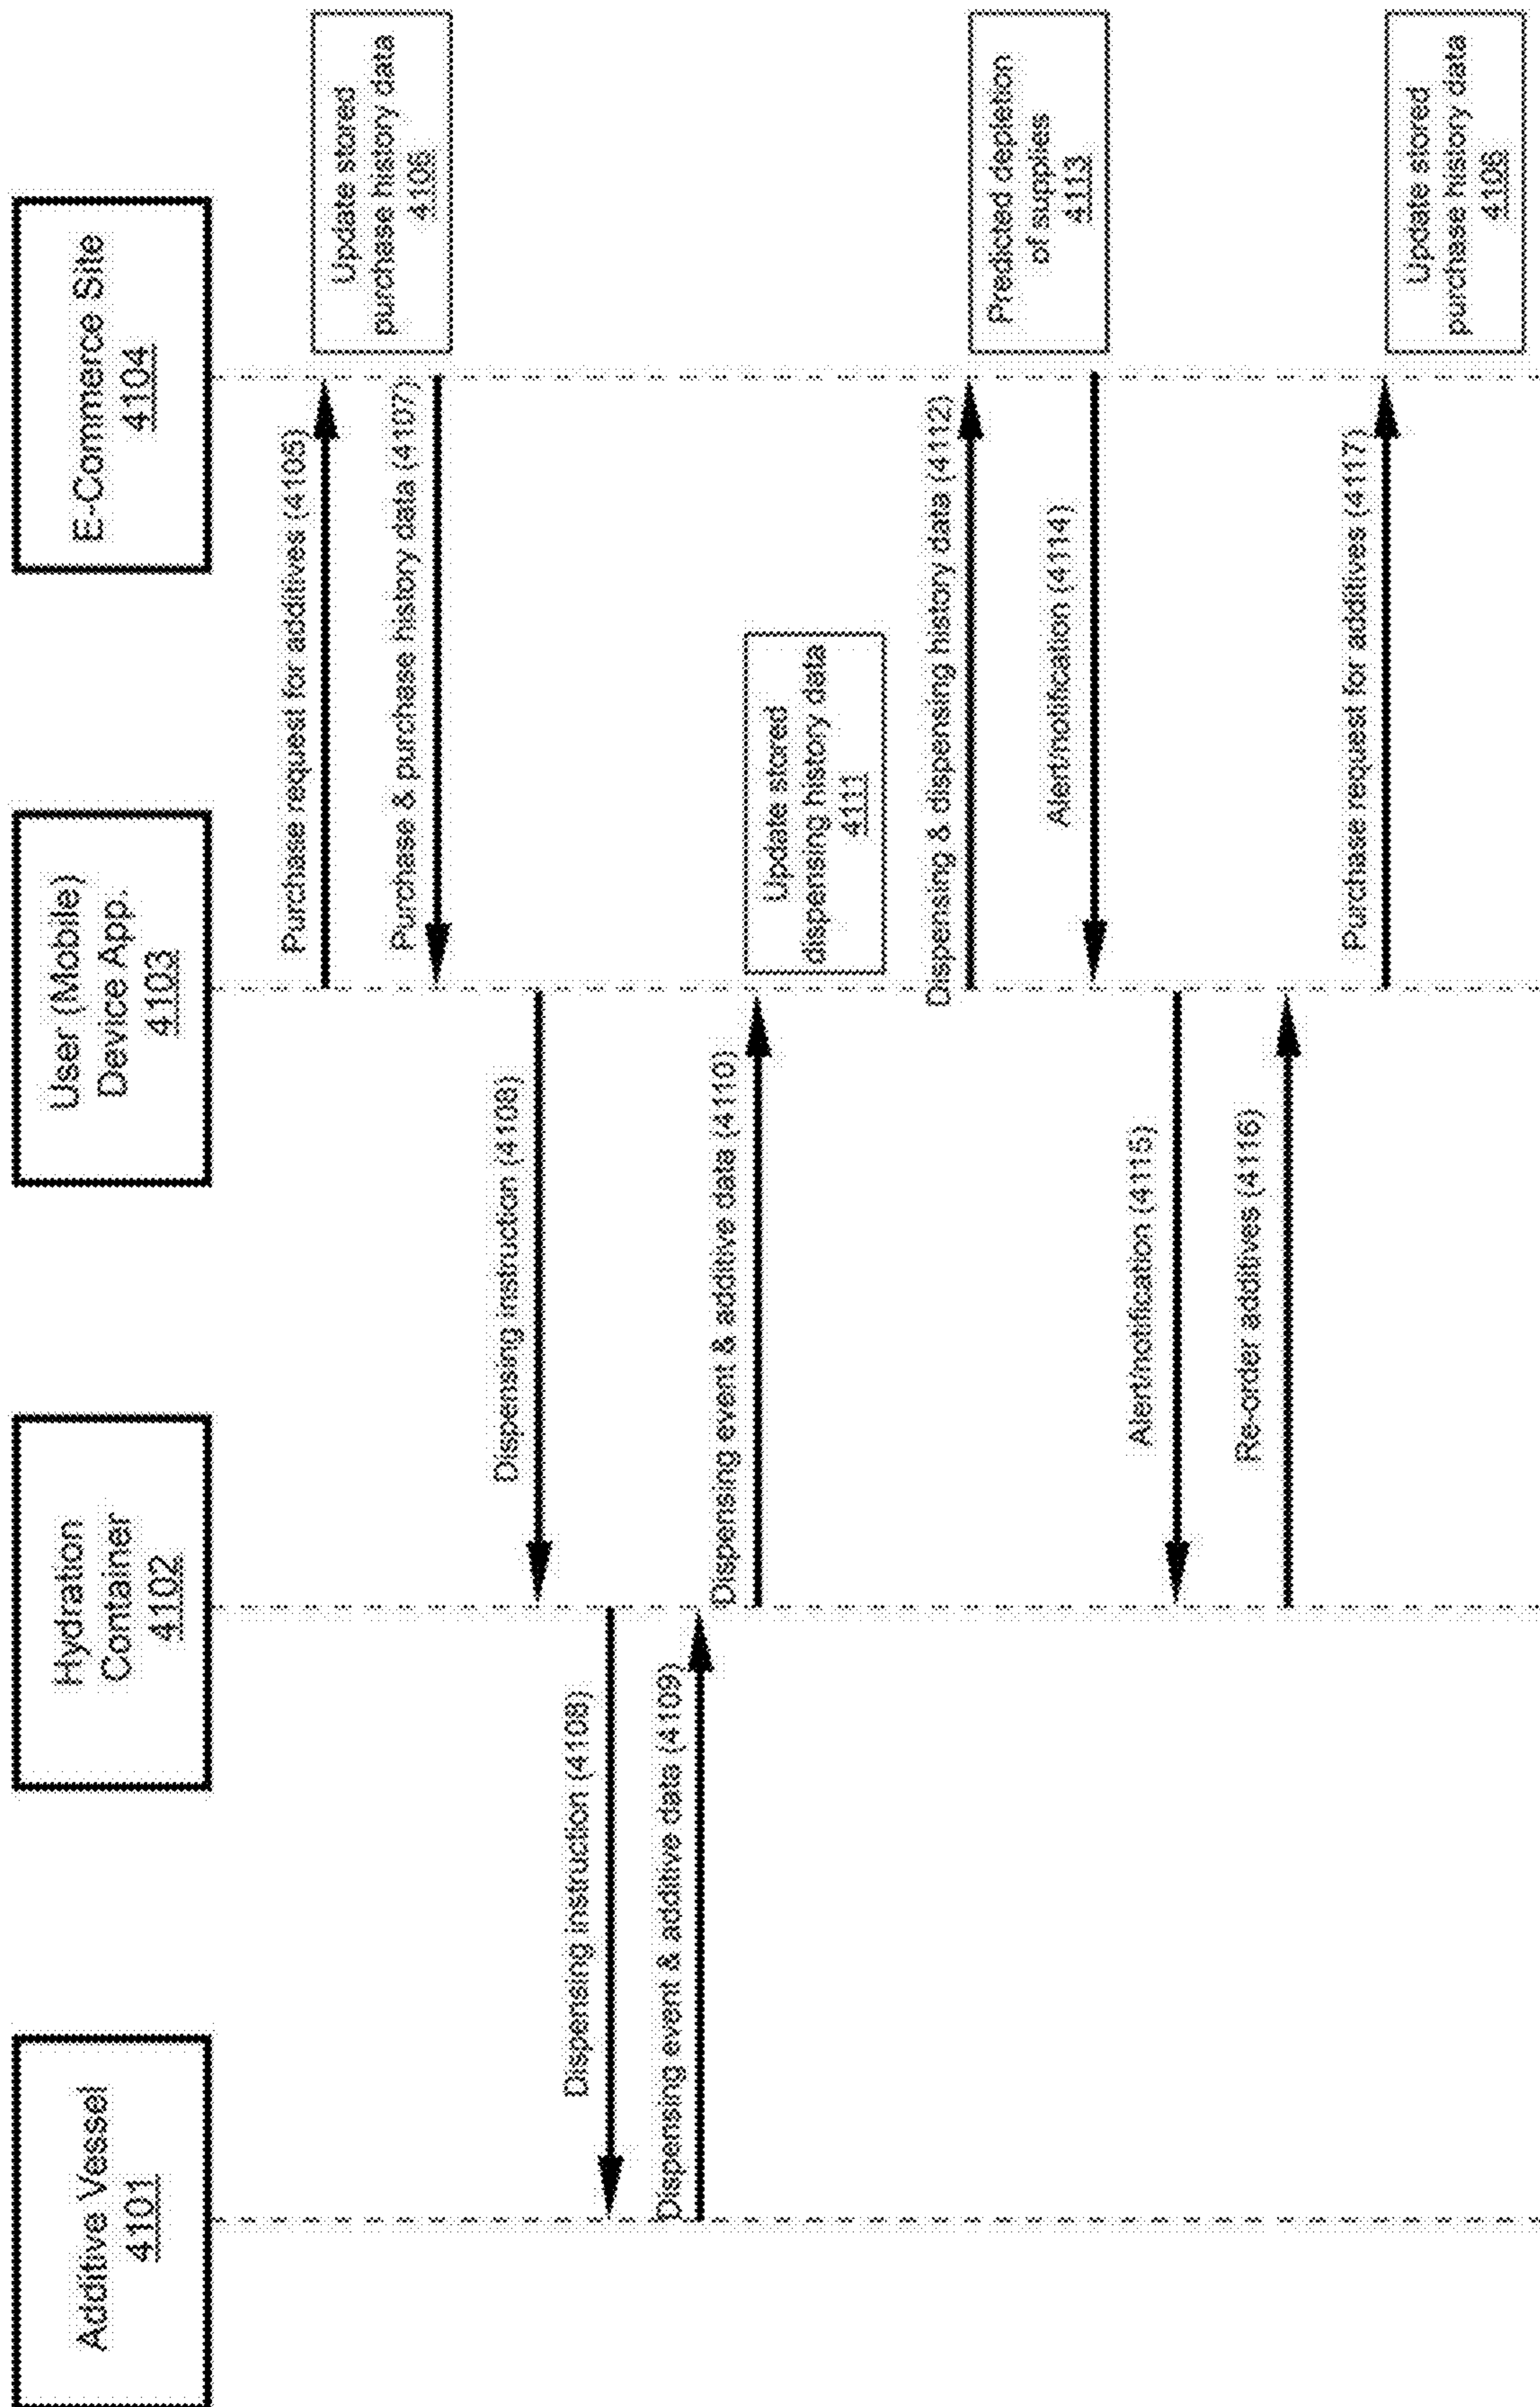 Additive Vessel
4101
Hydration
Container
4102
User (Mobile)
Device App.
4103
E-Commerce Site
4104
Purchase request for additives (4105)
Update stored
purchase history data
4106
Purchase & purchase history data (4107)
Dispensing instruction (4108)
Dispensing instruction (4108)
Dispensing event & additive data (4109)
Dispensing event & additive data (4110)
Update stored
dispensing history data
4111
Dispensing & dispensing history data (4112)
Predicted depletion
of supplies
4113
Alert/notification (4114)
Alert/notification (4115)
Re-order additives (4116)
Purchase request for additives (4117)
Update stored
purchase history data
4106